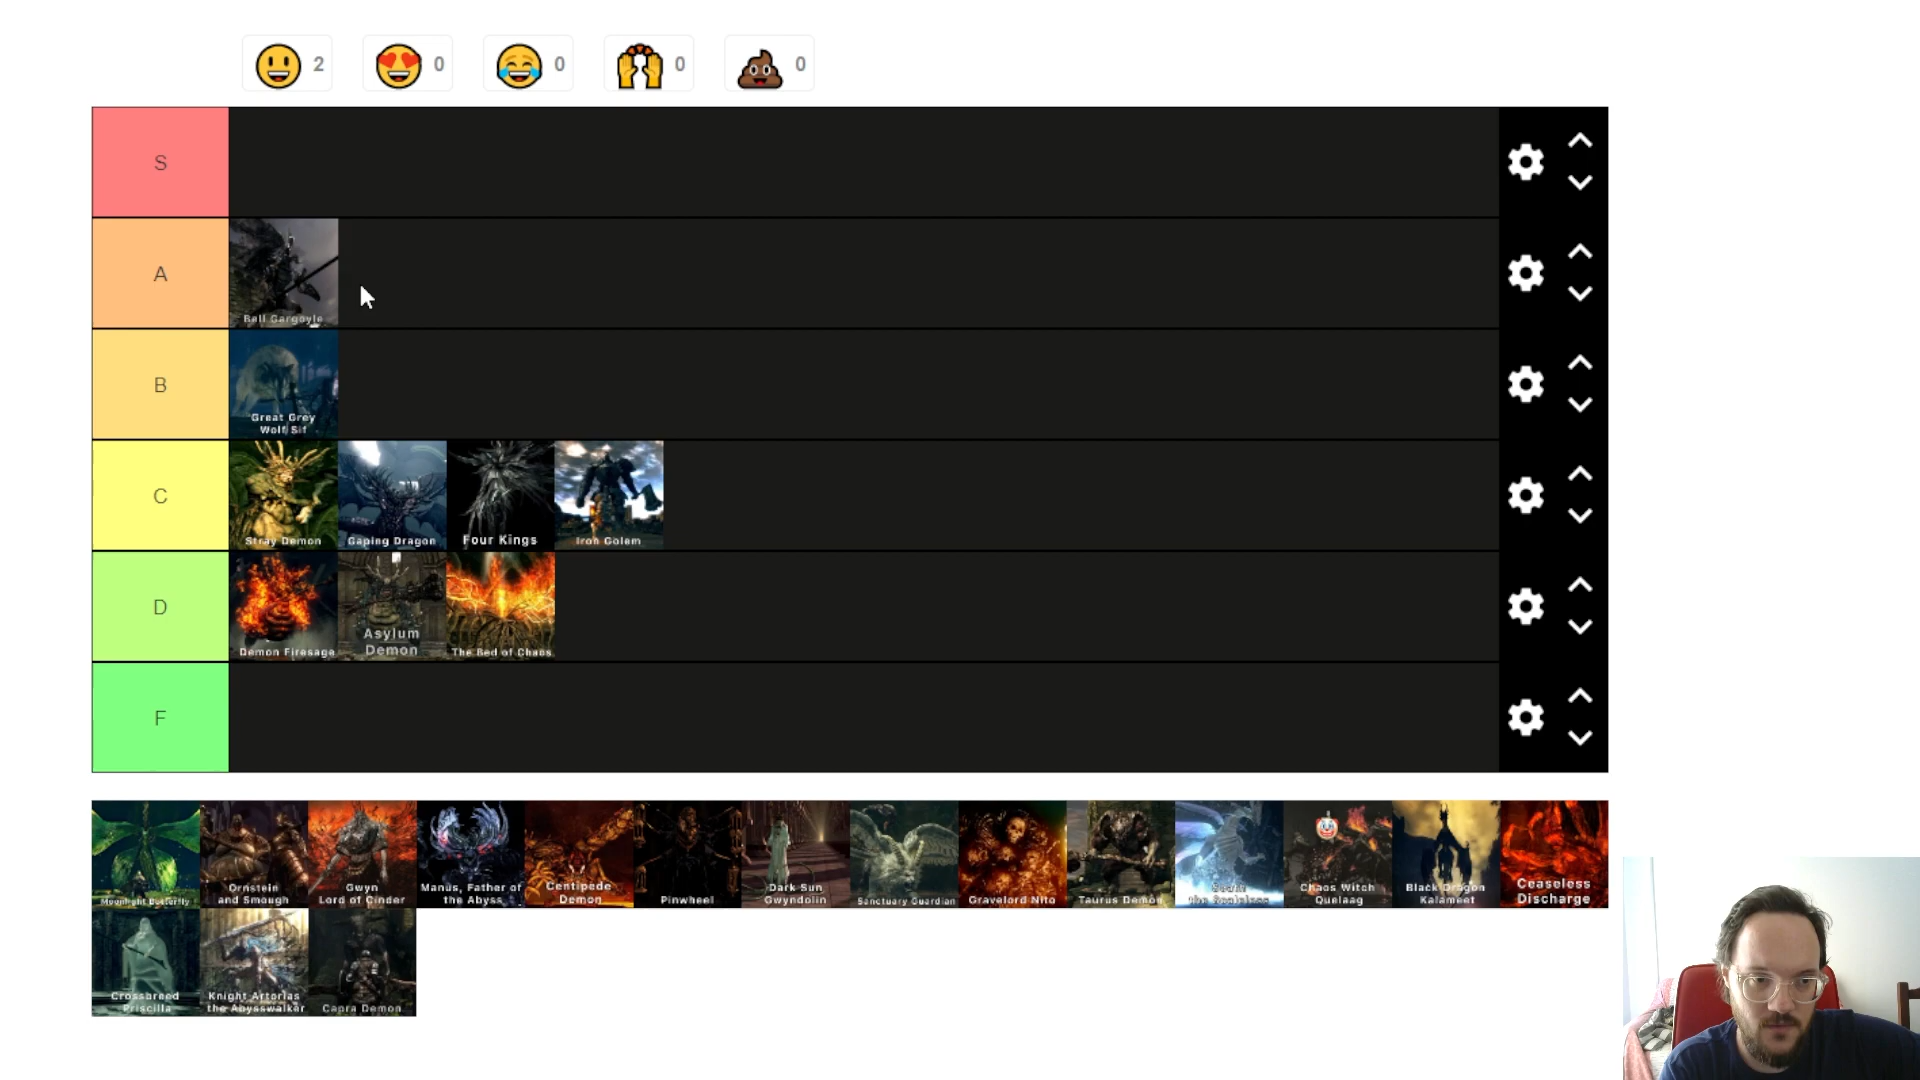 2
0
0
0
0
S
A
Bell Gargoyle
B
Great Grey
Wolf Sif
C
Stray Demon
Gaping Dragon
Four Kings
Iron Golem
D
Demon Firesage
Asylum
Demon
The Bed of Chaos
F
Moonlight Butterfly
Ornstein
and Smough
Gwyn
Lord of Cinder
Manus, Father of
the Abyss
Centipede
Demon
Pinwheel
Dark Sun
Gwyndolin
Sanctuary Guardian
Gravelord Nito
Taurus Demon
Seath
the Scaleless
Chaos Witch
Quelaag
Black Dragon
Kalameet
Ceaseless
Discharge
Crossbreed
Priscilla
Knight Artorias
the Abysswalker
Capra Demon